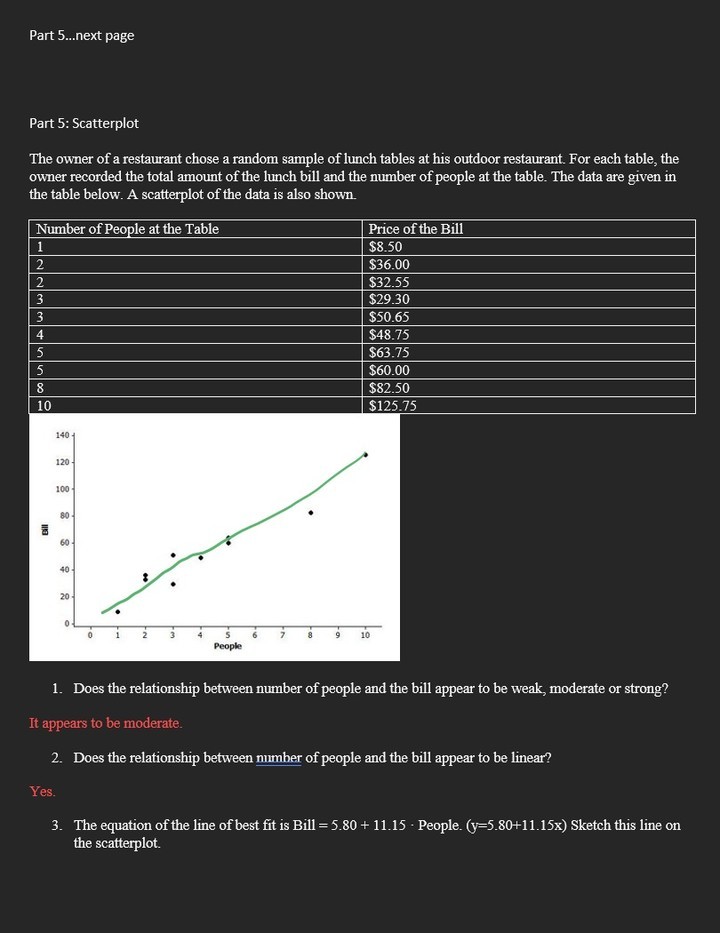 Part 5...next page
Part 5: Scatterplot
The owner of a restaurant chose a random sample of lunch tables at his outdoor restaurant. For each table, the
owner recorded the total amount of the lunch bill and the number of people at the table. The data are given in
the table below. A scatterplot of the data is also shown.
Number of People at the Table Price of the Bill
1 $8.50
2 $36.00
2 $32.55
3 $29.30
3 $50.65
4 $48.75
5 $63.75
5 $60.00
8 $82.50
10 $125.75
140
120
100
80
60
40
20
0
Bill
0 1 2 3 4 5 6 7 8 9 10
People
1. Does the relationship between number of people and the bill appear to be weak, moderate or strong?
It appears to be moderate.
2. Does the relationship between number of people and the bill appear to be linear?
Yes.
3. The equation of the line of best fit is Bill = 5.80 + 11.15 · People. (y=5.80+11.15x) Sketch this line on
the scatterplot.